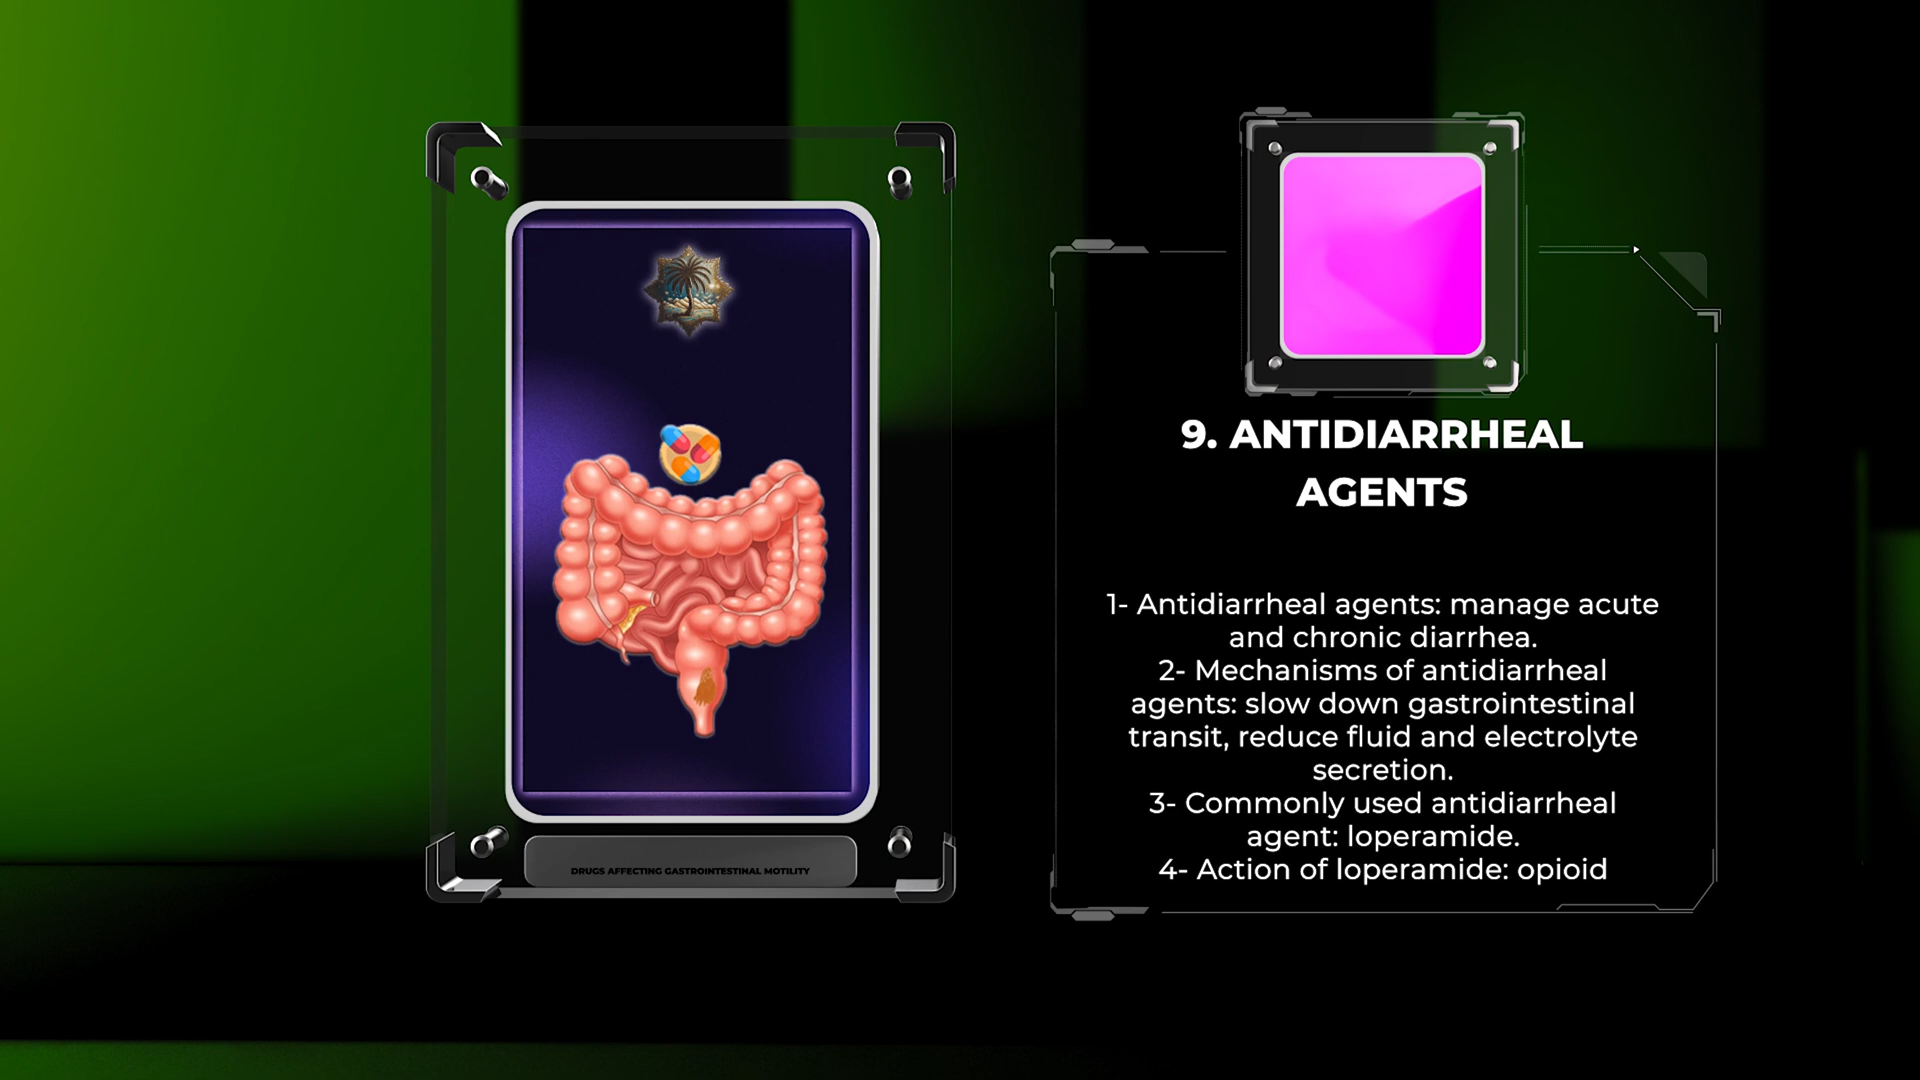 DRUGS AFFECTING GASTROINTESTINAL MOTILITY
9. ANTIDIARRHEAL
AGENTS
1- Antidiarrheal agents: manage acute
and chronic diarrhea.
2- Mechanisms of antidiarrheal
agents: slow down gastrointestinal
transit, reduce fluid and electrolyte
secretion.
3- Commonly used antidiarrheal
agent: loperamide.
4- Action of loperamide: opioid